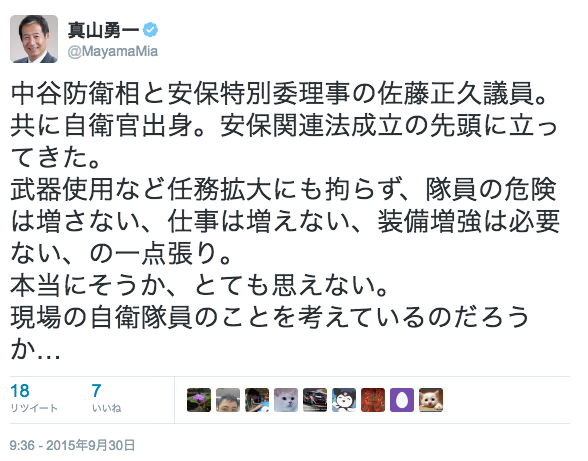 真山勇一
@MayamaMia
中谷防衛相と安保特別委理事の佐藤正久議員。
共に自衛官出身。安保関連法成立の先頭に立っ
てきた。
武器使用など任務拡大にも拘らず、隊員の危険
は増さない、仕事は増えない、装備増強は必要
ない、の一点張り。
本当にそうか、とても思えない。
現場の自衛隊員のことを考えているのだろう
か…
18 7
リツイート いいね
9:36 - 2015年9月30日